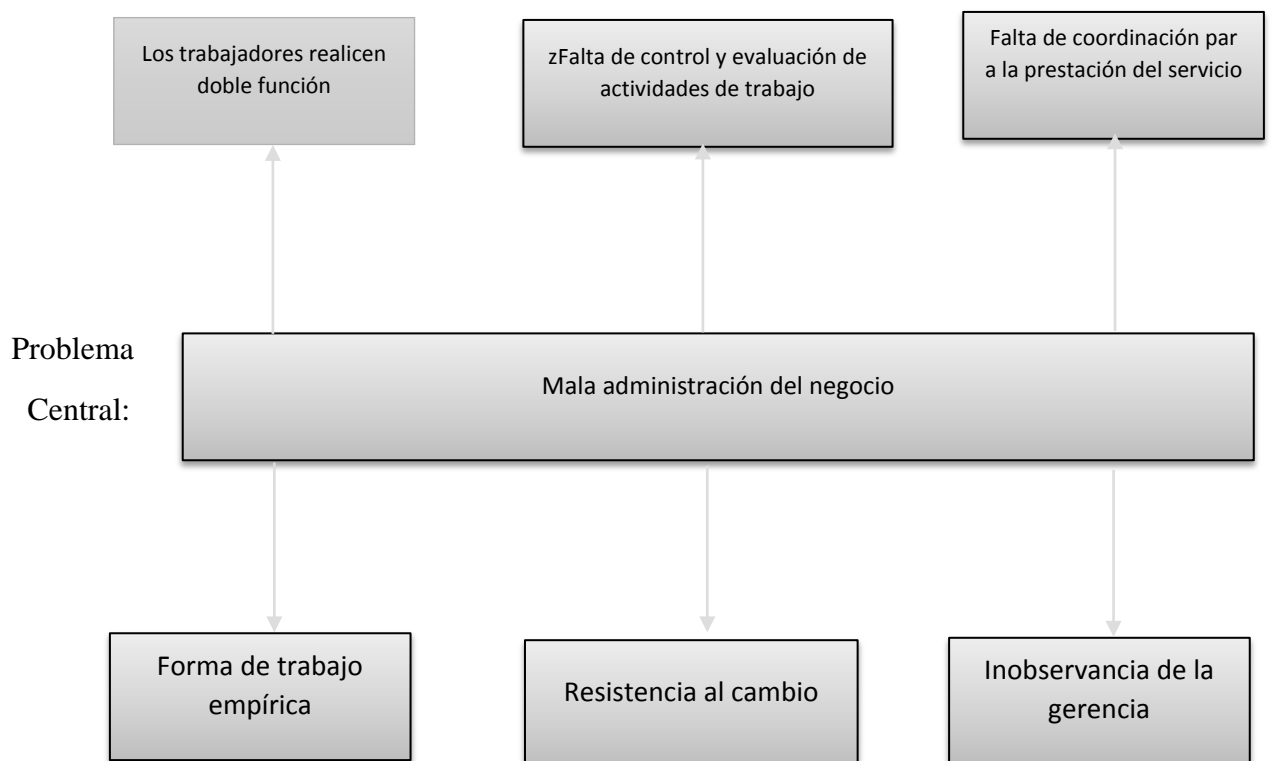 Los trabajadores realicen
doble función
zFalta de control y evaluación de
actividades de trabajo
Falta de coordinación par
a la prestación del servicio
Problema
Central:
Mala administración del negocio
Forma de trabajo
empírica
Resistencia al cambio
Inobservancia de la
gerencia